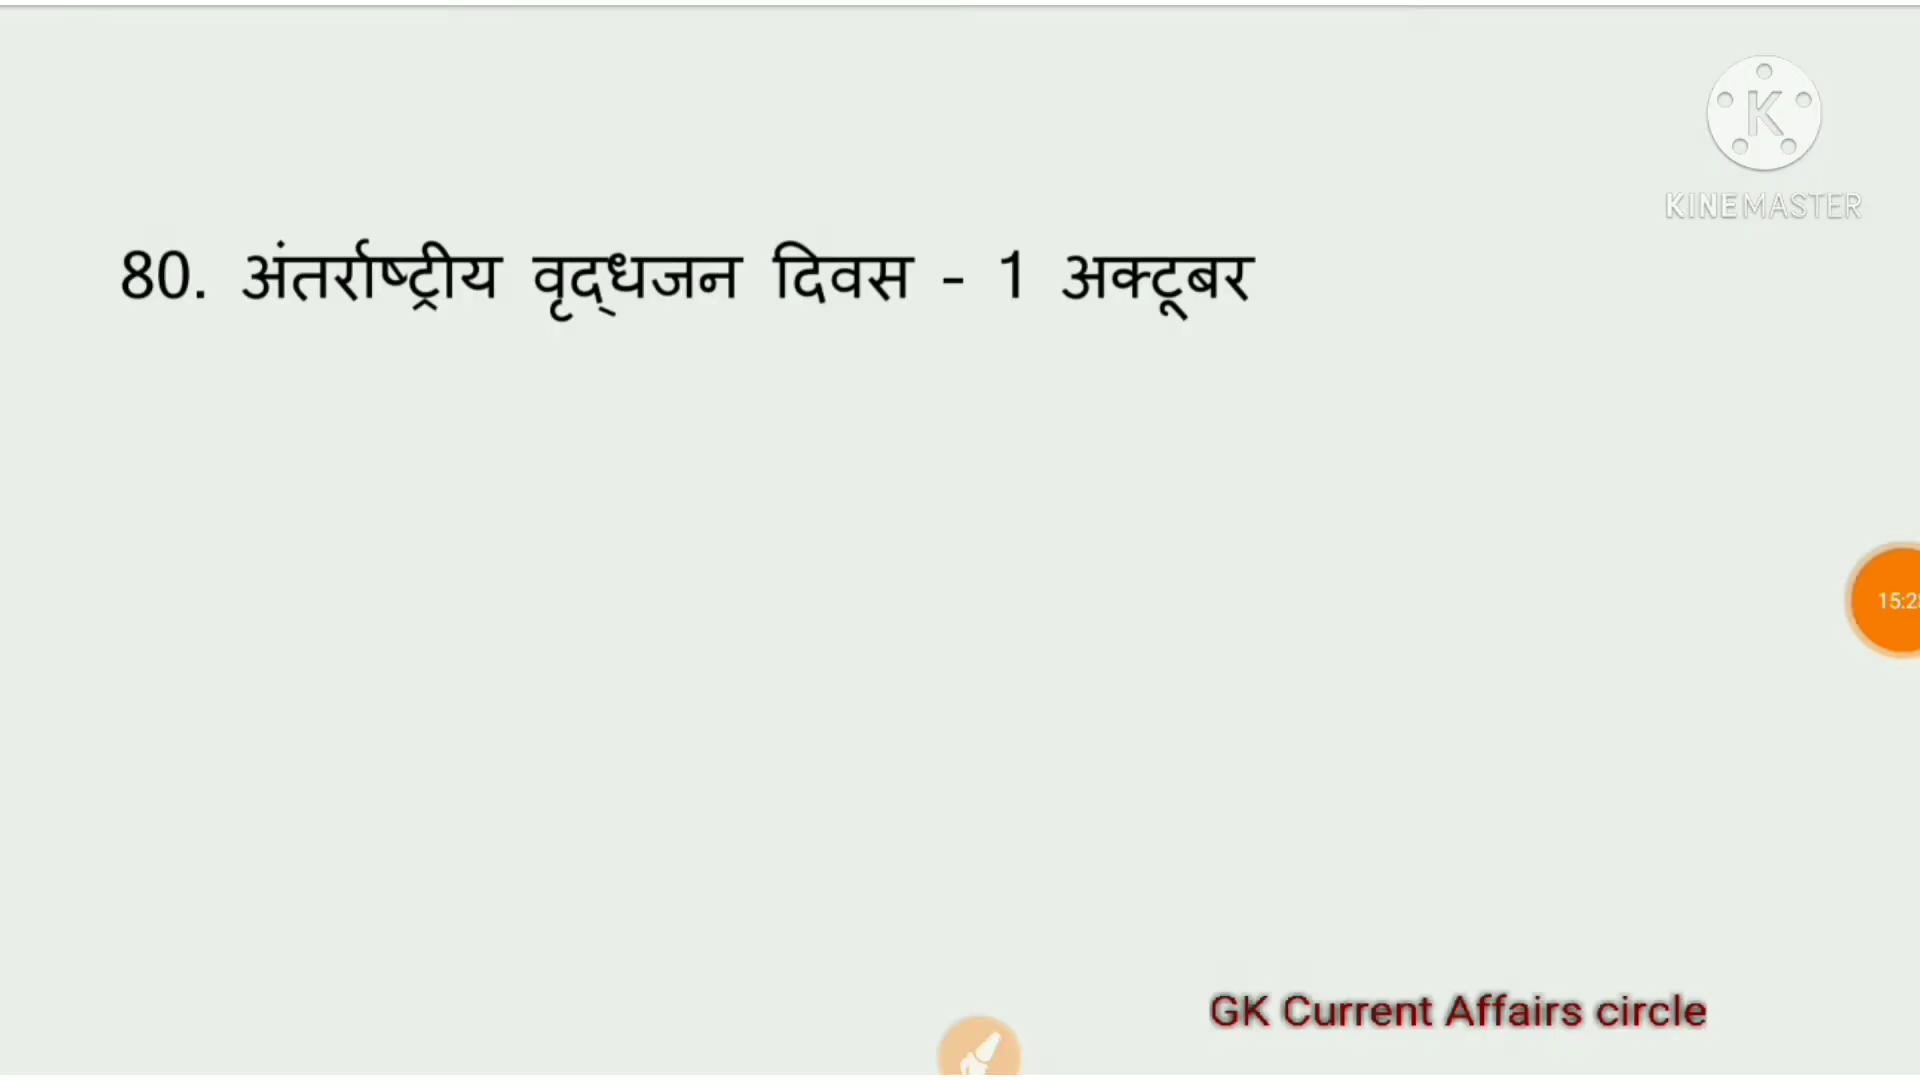 KINEMASTER
80. अंतर्राष्ट्रीय वृद्धजन दिवस - 1 अक्टूबर
GK Current Affairs circle